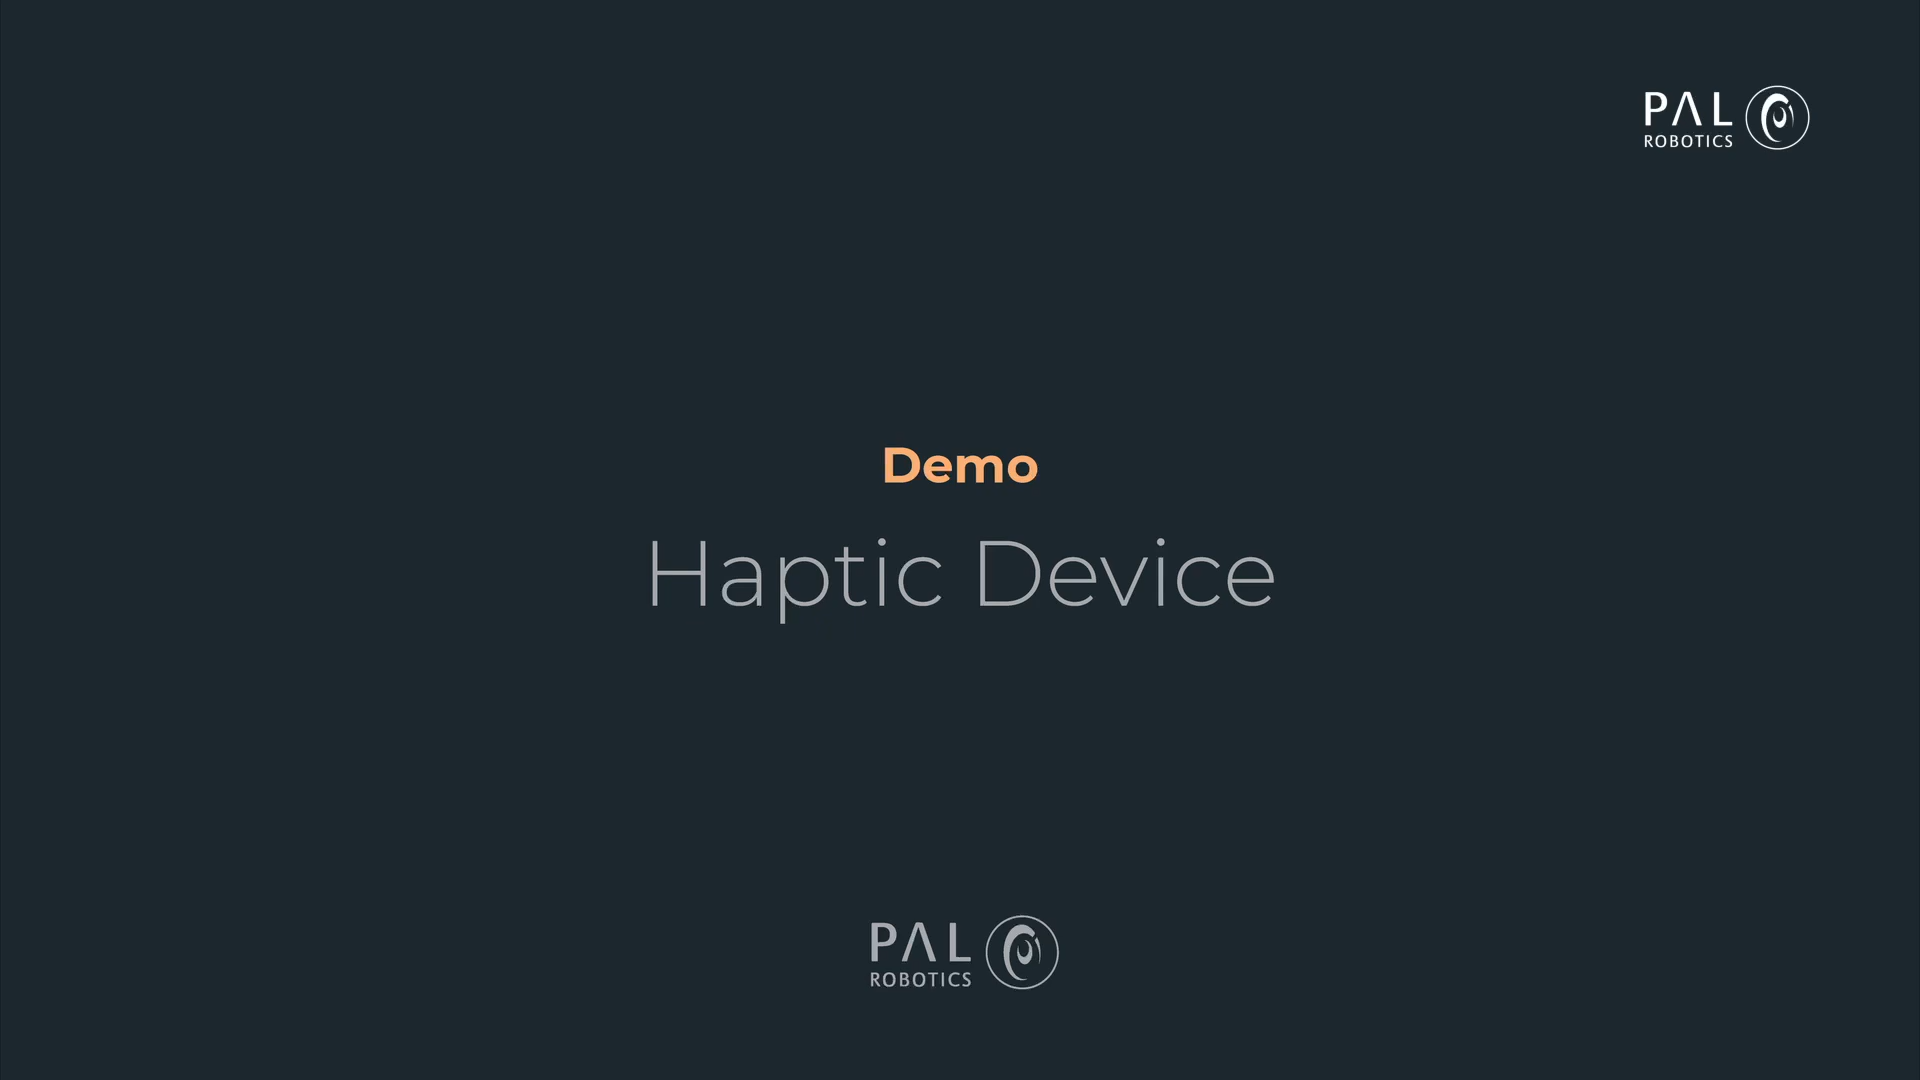 PAL
ROBOTICS
Demo
Haptic Device
PAL
ROBOTICS